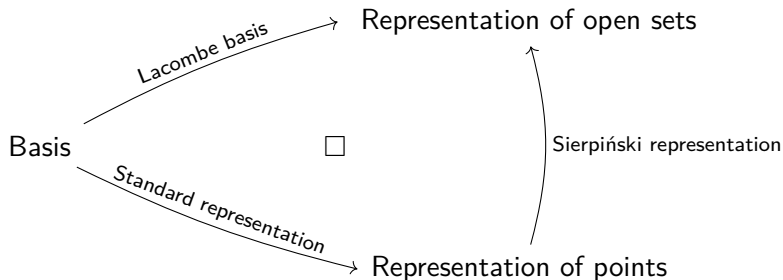 Representation of open sets
Lacombe basis
Basis
Sierpiński representation
Standard representation
Representation of points